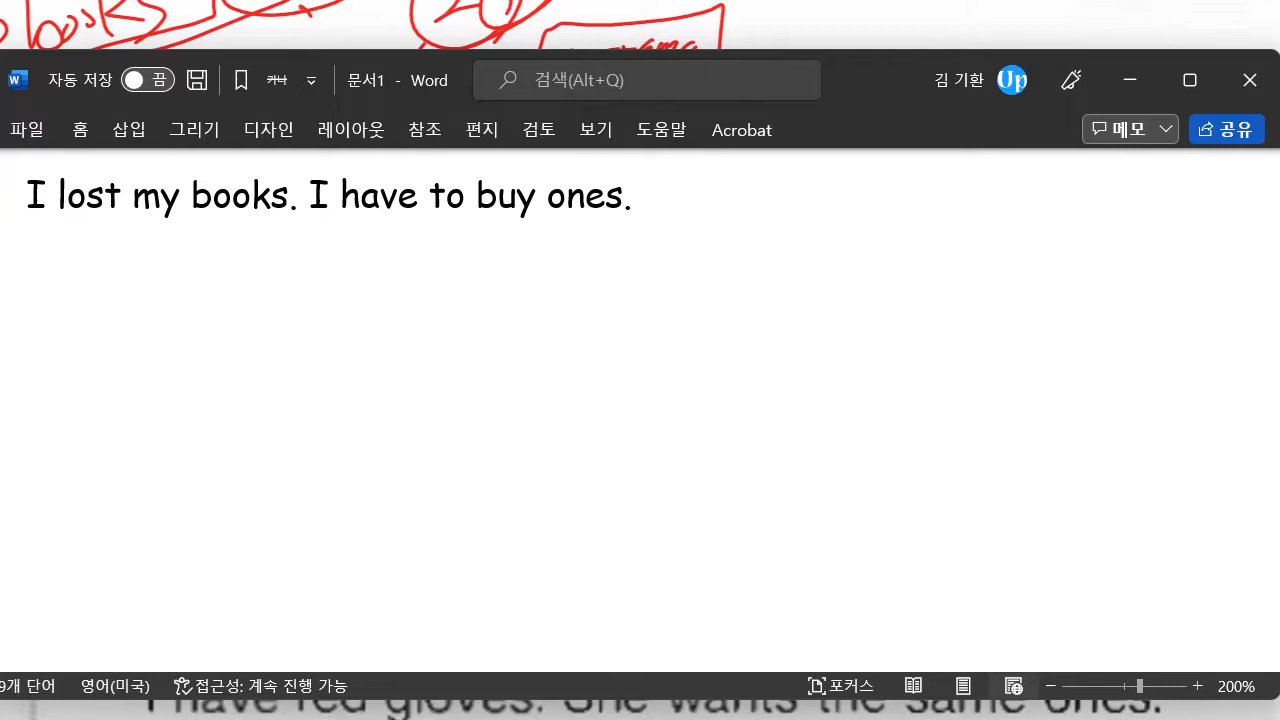 books
자동 저장 끔 가나 문서1 - Word 검색(Alt+Q) 김 기환 Up
파일 홈 삽입 그리기 디자인 레이아웃 참조 편지 검토 보기 도움말 Acrobat 메모 공유
I lost my books. I have to buy ones.
9개 단어 영어(미국) 접근성: 계속 진행 가능 포커스 200%
I have red gloves. She wants the same ones.